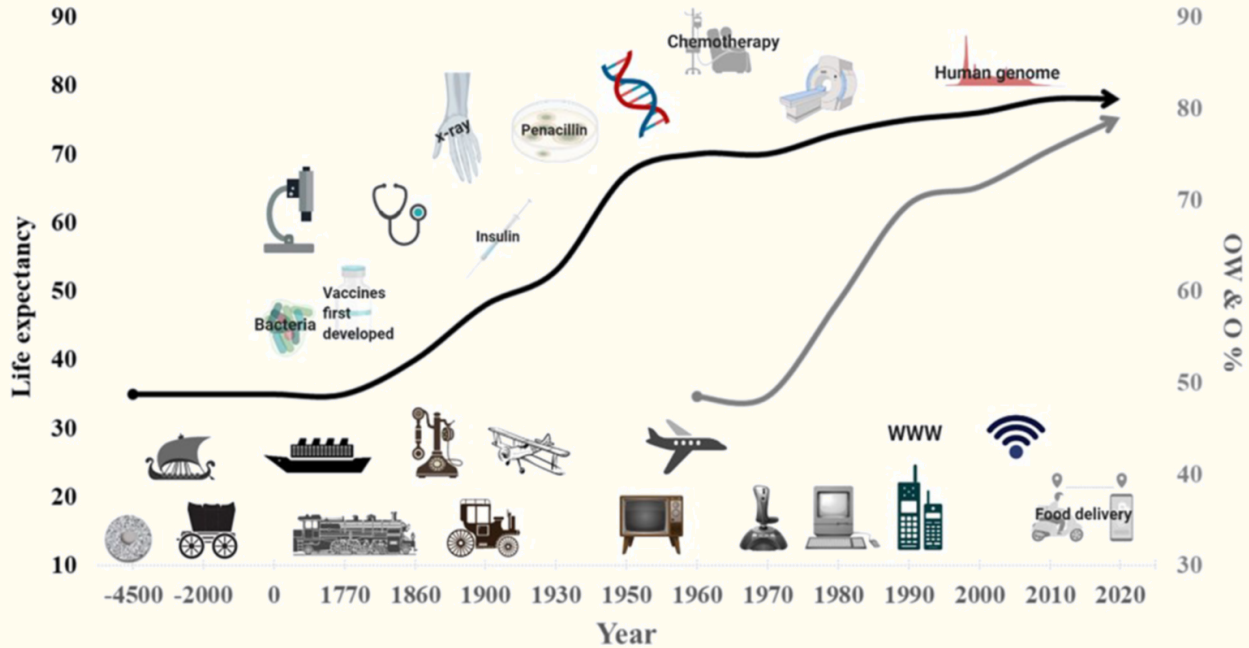 90
80
70
60
50
40
30
20
10
Life expectancy
90
80
70
60
50
40
30
OW & O %
Chemotherapy
Human genome
x-ray
Penacillin
Insulin
Vaccines
first
developed
Bacteria
WWW
Food delivery
-4500 -2000 0 1770 1860 1900 1930 1950 1960 1970 1980 1990 2000 2010 2020
Year